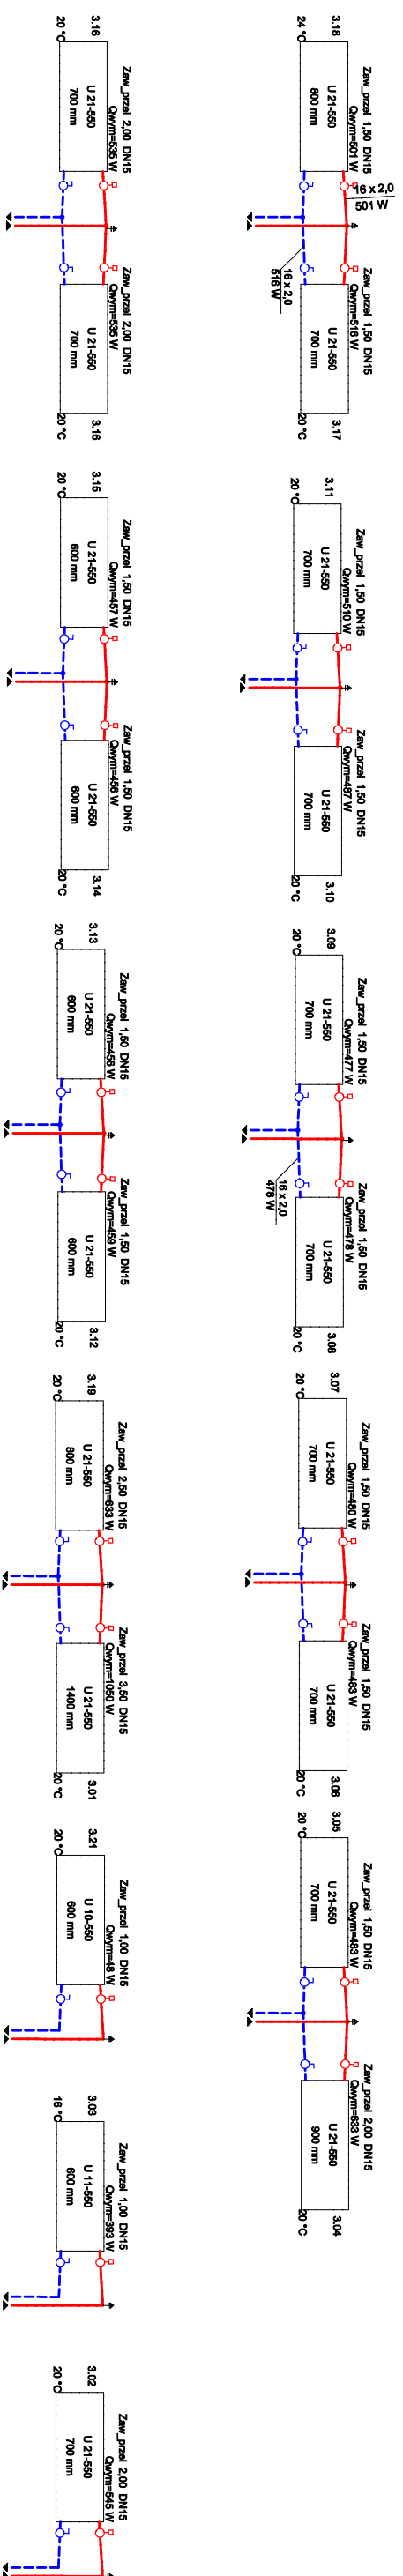 Zaw_przel 1,50 DN15
Qwym=501 W
3.18
U 21-550
800 mm
24 °C
16 x 2,0
501 W
Zaw_przel 1,50 DN15
Qwym=516 W
U 21-550
700 mm
3.17
20 °C
16 x 2,0
516 W
Zaw_przel 1,50 DN15
Qwym=510 W
3.11
U 21-550
700 mm
20 °C
Zaw_przel 1,50 DN15
Qwym=487 W
U 21-550
700 mm
3.10
20 °C
Zaw_przel 1,50 DN15
Qwym=477 W
3.09
U 21-550
700 mm
20 °C
Zaw_przel 1,50 DN15
Qwym=478 W
U 21-550
700 mm
3.08
20 °C
16 x 2,0
478 W
Zaw_przel 1,50 DN15
Qwym=480 W
3.07
U 21-550
700 mm
20 °C
Zaw_przel 1,50 DN15
Qwym=483 W
U 21-550
700 mm
3.06
20 °C
Zaw_przel 1,50 DN15
Qwym=483 W
3.05
U 21-550
700 mm
20 °C
Zaw_przel 2,00 DN15
Qwym=633 W
U 21-550
900 mm
3.04
20 °C
Zaw_przel 2,00 DN15
Qwym=535 W
3.16
U 21-550
700 mm
20 °C
Zaw_przel 2,00 DN15
Qwym=535 W
U 21-550
700 mm
3.16
20 °C
Zaw_przel 1,50 DN15
Qwym=457 W
3.15
U 21-550
600 mm
20 °C
Zaw_przel 1,50 DN15
Qwym=456 W
U 21-550
600 mm
3.14
20 °C
Zaw_przel 1,50 DN15
Qwym=456 W
3.13
U 21-550
600 mm
20 °C
Zaw_przel 1,50 DN15
Qwym=459 W
U 21-550
600 mm
3.12
20 °C
Zaw_przel 2,50 DN15
Qwym=633 W
3.19
U 21-550
800 mm
20 °C
Zaw_przel 3,50 DN15
Qwym=1050 W
U 21-550
1400 mm
3.01
20 °C
Zaw_przel 1,00 DN15
Qwym=48 W
3.21
U 10-550
600 mm
20 °C
Zaw_przel 1,00 DN15
Qwym=393 W
3.03
U 11-550
600 mm
16 °C
Zaw_przel 2,00 DN15
Qwym=545 W
3.02
U 21-550
700 mm
20 °C